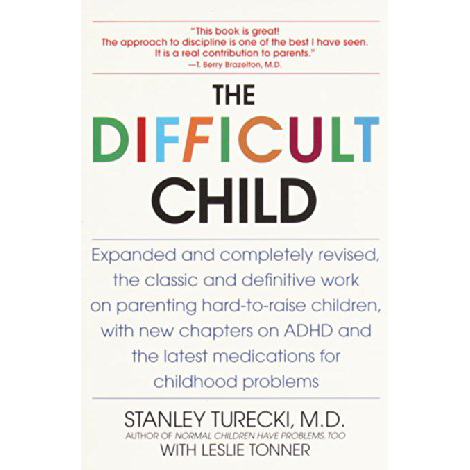 "This book is great!
The approach to discipline is one of the best I have seen.
It is a real contribution to parents."
—T. Berry Brazelton, M.D.
THE
DIFFICULT
CHILD
Expanded and completely revised,
the classic and definitive work
on parenting hard-to-raise children,
with new chapters on ADHD and
the latest medications for
childhood problems
STANLEY TURECKI, M.D.
AUTHOR OF NORMAL CHILDREN HAVE PROBLEMS, TOO
WITH LESLIE TONNER